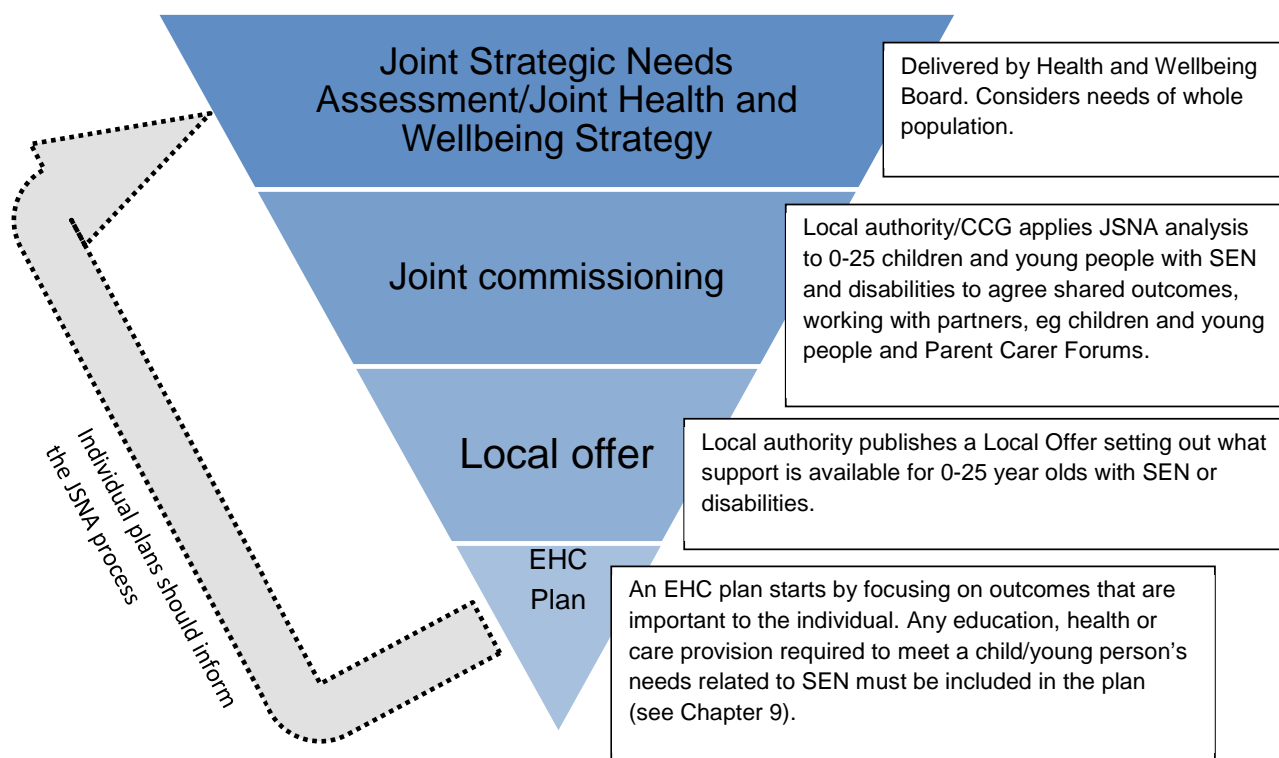 Joint Strategic Needs
Assessment/Joint Health and
Wellbeing Strategy
Delivered by Health and Wellbeing
Board. Considers needs of whole
population.
Joint commissioning
Local authority/CCG applies JSNA analysis
to 0-25 children and young people with SEN
and disabilities to agree shared outcomes,
working with partners, eg children and young
people and Parent Carer Forums.
Local offer
Local authority publishes a Local Offer setting out what
support is available for 0-25 year olds with SEN or
disabilities.
EHC
Plan
An EHC plan starts by focusing on outcomes that are
important to the individual. Any education, health or
care provision required to meet a child/young person’s
needs related to SEN must be included in the plan
(see Chapter 9).
Individual plans should inform
the JSNA process